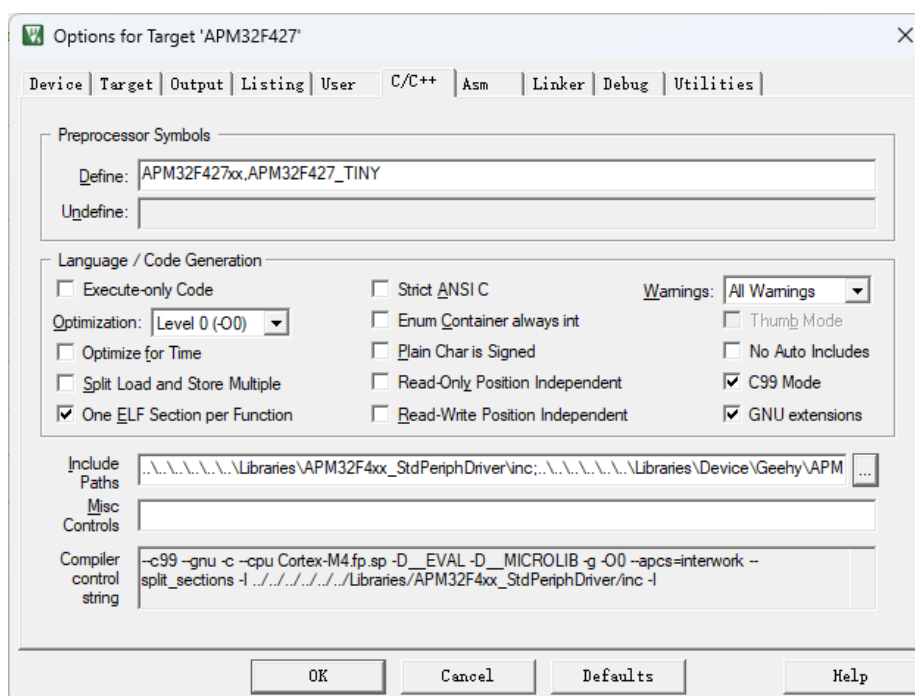 Options for Target 'APM32F427'
Device Target Output Listing User C/C++ Asm Linker Debug Utilities
Preprocessor Symbols
Define: APM32F427xx,APM32F427_TINY
Undefine:
Language / Code Generation
Execute-only Code Strict ANSI C Warnings: All Warnings
Optimization: Level 0 (-O0) Enum Container always int Thumb Mode
Optimize for Time Plain Char is Signed No Auto Includes
Split Load and Store Multiple Read-Only Position Independent C99 Mode
One ELF Section per Function Read-Write Position Independent GNU extensions
Include Paths ..\..\..\..\..\..\Libraries\APM32F4xx_StdPeriphDriver\inc;..\..\..\..\..\..\Libraries\Device\Geehy\APM ...
Misc Controls
Compiler control string --c99 --gnu -c --cpu Cortex-M4.fp.sp -D__EVAL -D__MICROLIB -g -O0 --apcs=interwork --
split_sections -I ../../../../../../Libraries/APM32F4xx_StdPeriphDriver/inc -I
OK Cancel Defaults Help